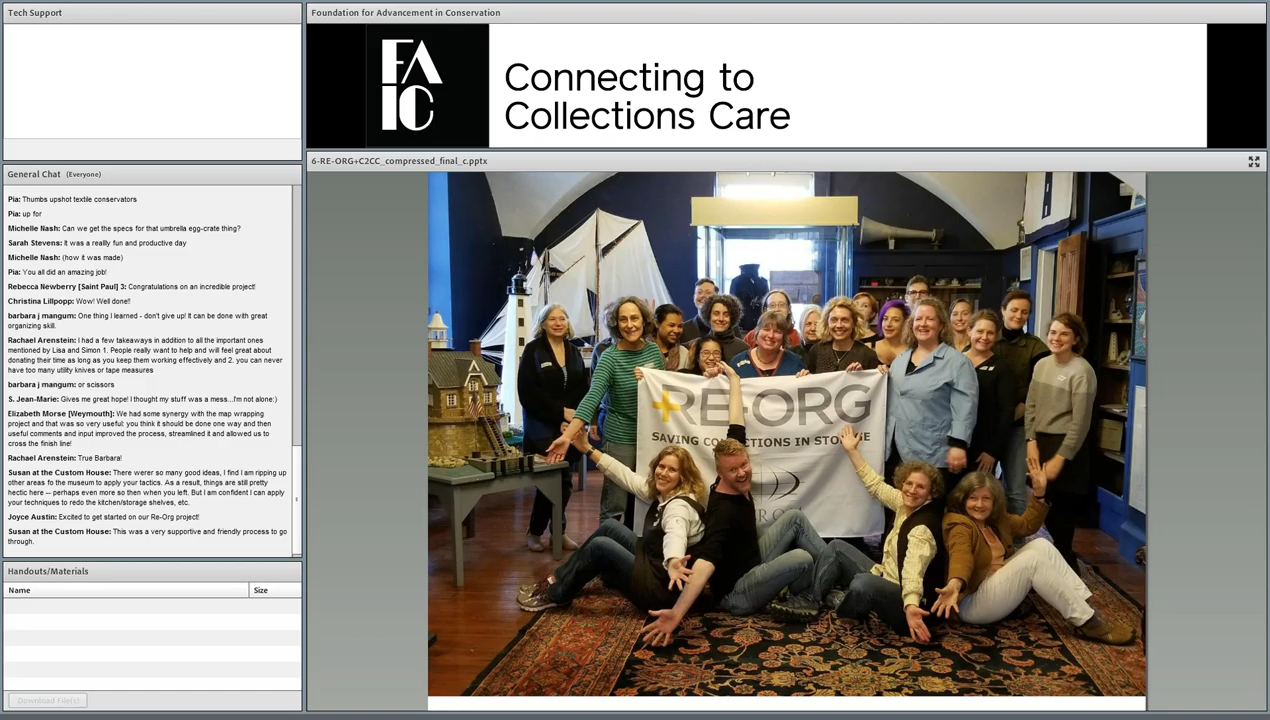 Tech Support
General Chat (Everyone)
Pia: Thumbs upshot textile conservators
Pia: up for
Michelle Nash: Can we get the specs for that umbrella egg-crate thing?
Sarah Stevens: It was a really fun and productive day
Michelle Nash: (how it was made)
Pia: You all did an amazing job!
Rebecca Newberry [Saint Paul] 3: Congratulations on an incredible project!
Christina Lillpopp: Wow! Well done!!
barbara j mangum: One thing I learned - don't give up! It can be done with great
organizing skill.
Rachael Arenstein: I had a few takeaways in addition to all the important ones
mentioned by Lisa and Simon 1. People really want to help and will feel great about
donating their time as long as you keep them working effectively and 2. you can never
have too many utility knives or tape measures
barbara j mangum: or scissors
S. Jean-Marie: Gives me great hope! I thought my stuff was a mess...I'm not alone:)
Elizabeth Morse [Weymouth]: We had some synergy with the map wrapping
project and that was so very useful: you think it should be done one way and then
useful comments and input improved the process, streamlined it and allowed us to
cross the finish line!
Rachael Arenstein: True Barbara!
Susan at the Custom House: There werer so many good ideas, I find I am ripping up
other areas fo the museum to apply your tactics. As a result, things are still pretty
hectic here -- perhaps even more so then when you left. But I am confident I can apply
your techniques to redo the kitchen/storage shelves, etc.
Joyce Austin: Excited to get started on our Re-Org project!
Susan at the Custom House: This was a very supportive and friendly process to go
through.
Handouts/Materials
Name Size
Download File(s)
Foundation for Advancement in Conservation
FA
IC
Connecting to
Collections Care
6-RE-ORG+C2CC_compressed_final_c.pptx
RE-ORG
SAVING COLLECTIONS IN STORAGE